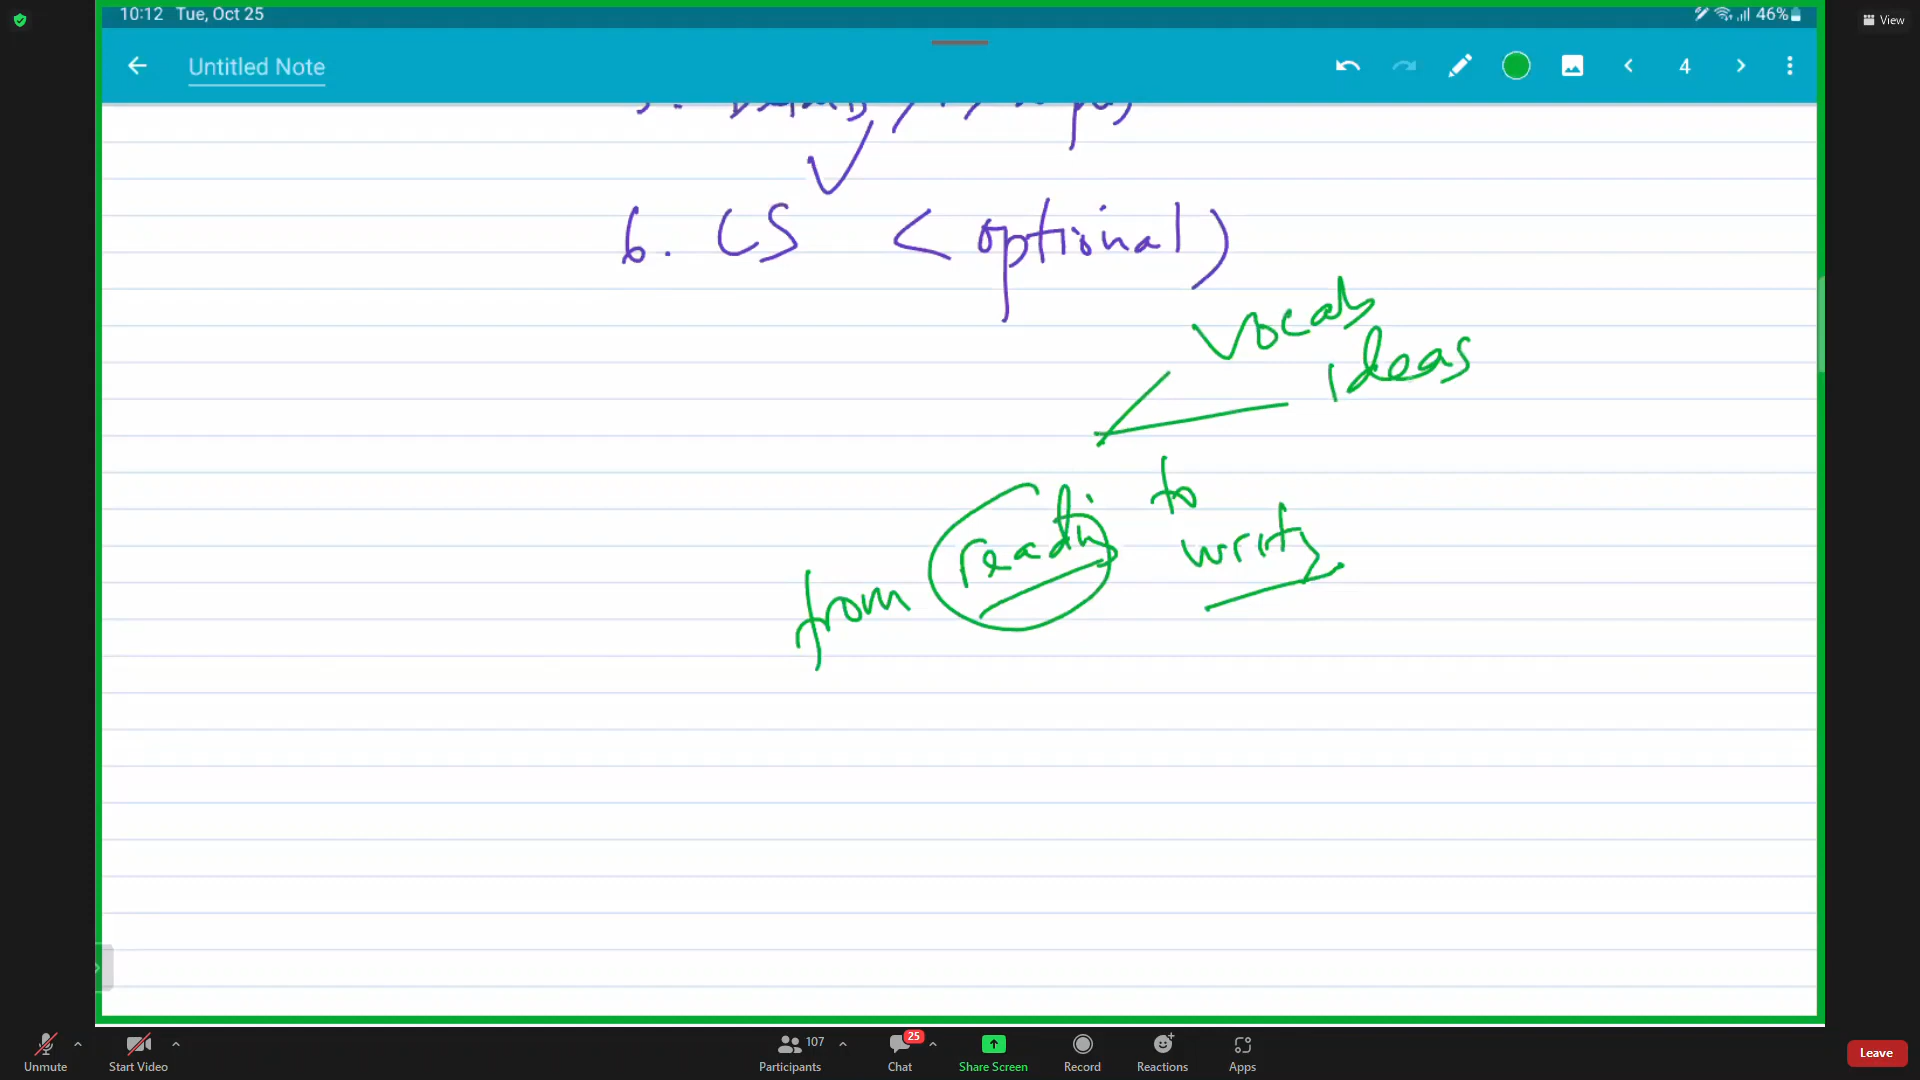 10:12 Tue, Oct 25
46%
View
Untitled Note
4
6. CS (optional)
Vocabs
ideas
from reading to writing
107
25
Unmute
Start Video
Participants
Chat
Share Screen
Record
Reactions
Apps
Leave